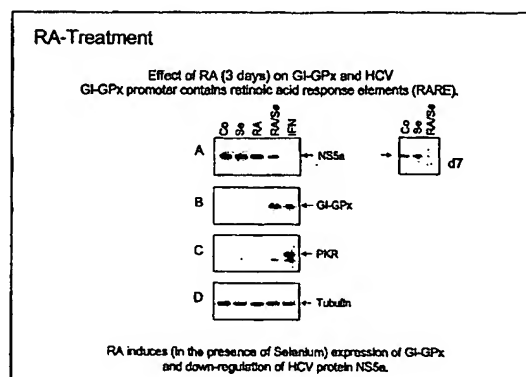 RA-Treatment
Effect of RA (3 days) on GI-GPx and HCV
GI-GPx promoter contains retinoic acid response elements (RARE).
Co Se RA RA/Se IFN
Co Se RA/Se
A
NS5a
d7
B
GI-GPx
C
PKR
D
Tubulin
RA induces (in the presence of Selenium) expression of GI-GPx
and down-regulation of HCV protein NS5a.